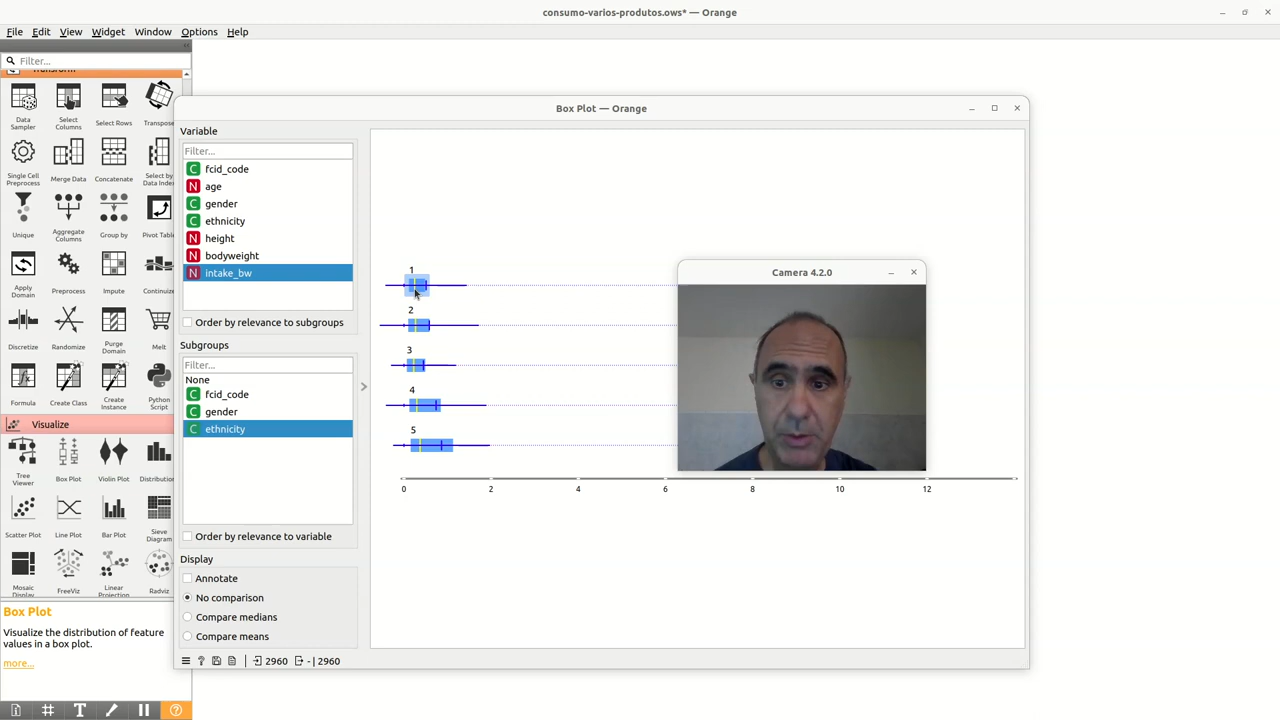 consumo-varios-produtos.ows* — Orange
File Edit View Widget Window Options Help
Filter...
Transform
Data Sampler
Select Columns
Select Rows
Transpose
Single Cell Preprocess
Merge Data
Concatenate
Select by Data Index
Unique
Aggregate Columns
Group by
Pivot Table
Apply Domain
Preprocess
Impute
Continuize
Discretize
Randomize
Purge Domain
Melt
Formula
Create Class
Create Instance
Python Script
Visualize
Tree Viewer
Box Plot
Violin Plot
Distribution
Scatter Plot
Line Plot
Bar Plot
Sieve Diagram
Mosaic Display
FreeViz
Linear Projection
Radviz
Box Plot
Visualize the distribution of feature
values in a box plot.
more...
Box Plot — Orange
Variable
Filter...
C fcid_code
N age
C gender
C ethnicity
N height
N bodyweight
N intake_bw
Order by relevance to subgroups
Subgroups
Filter...
None
C fcid_code
C gender
C ethnicity
Order by relevance to variable
Display
Annotate
No comparison
Compare medians
Compare means
2960 - | 2960
1
2
3
4
5
0 2 4 6 8 10 12
Camera 4.2.0